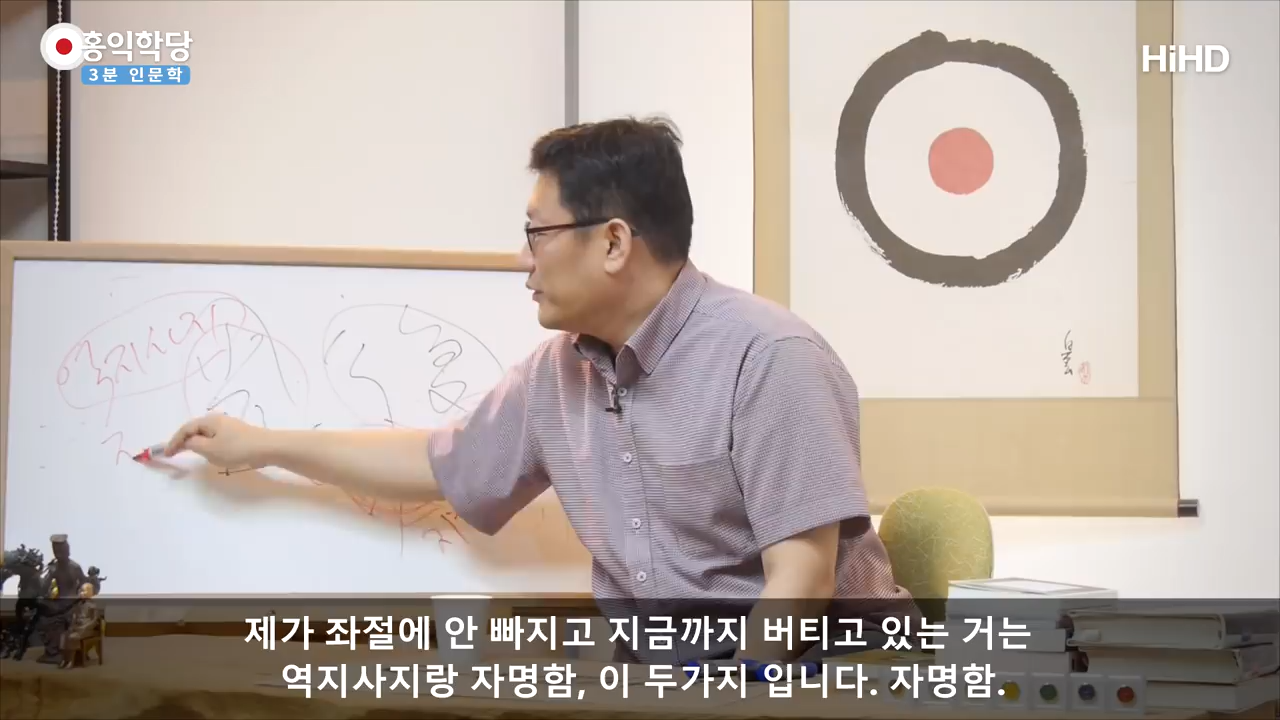 홍익학당
3분 인문학
HiHD
역지사지
제가 좌절에 안 빠지고 지금까지 버티고 있는 거는
역지사지랑 자명함, 이 두가지 입니다. 자명함.